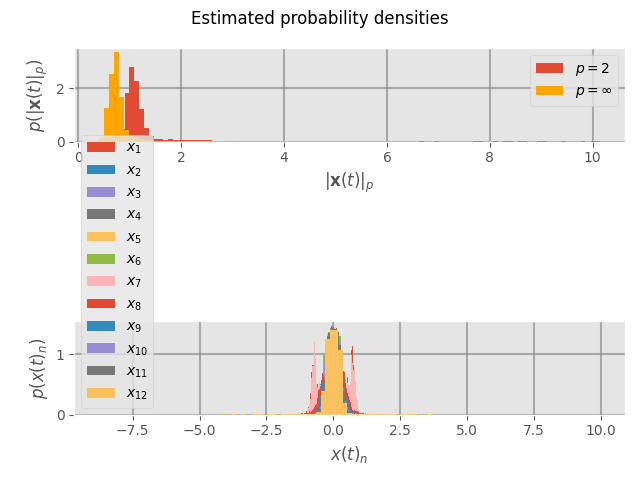 Estimated probability densities
p(|x(t)|ₚ)
2
0
p = 2
p = ∞
0 2 4 6 8 10
|x(t)|ₚ
x₁
x₂
x₃
x₄
x₅
x₆
x₇
x₈
x₉
x₁₀
x₁₁
x₁₂
p(x(t)ₙ)
1
0
−7.5 −5.0 −2.5 0.0 2.5 5.0 7.5 10.0
x(t)ₙ